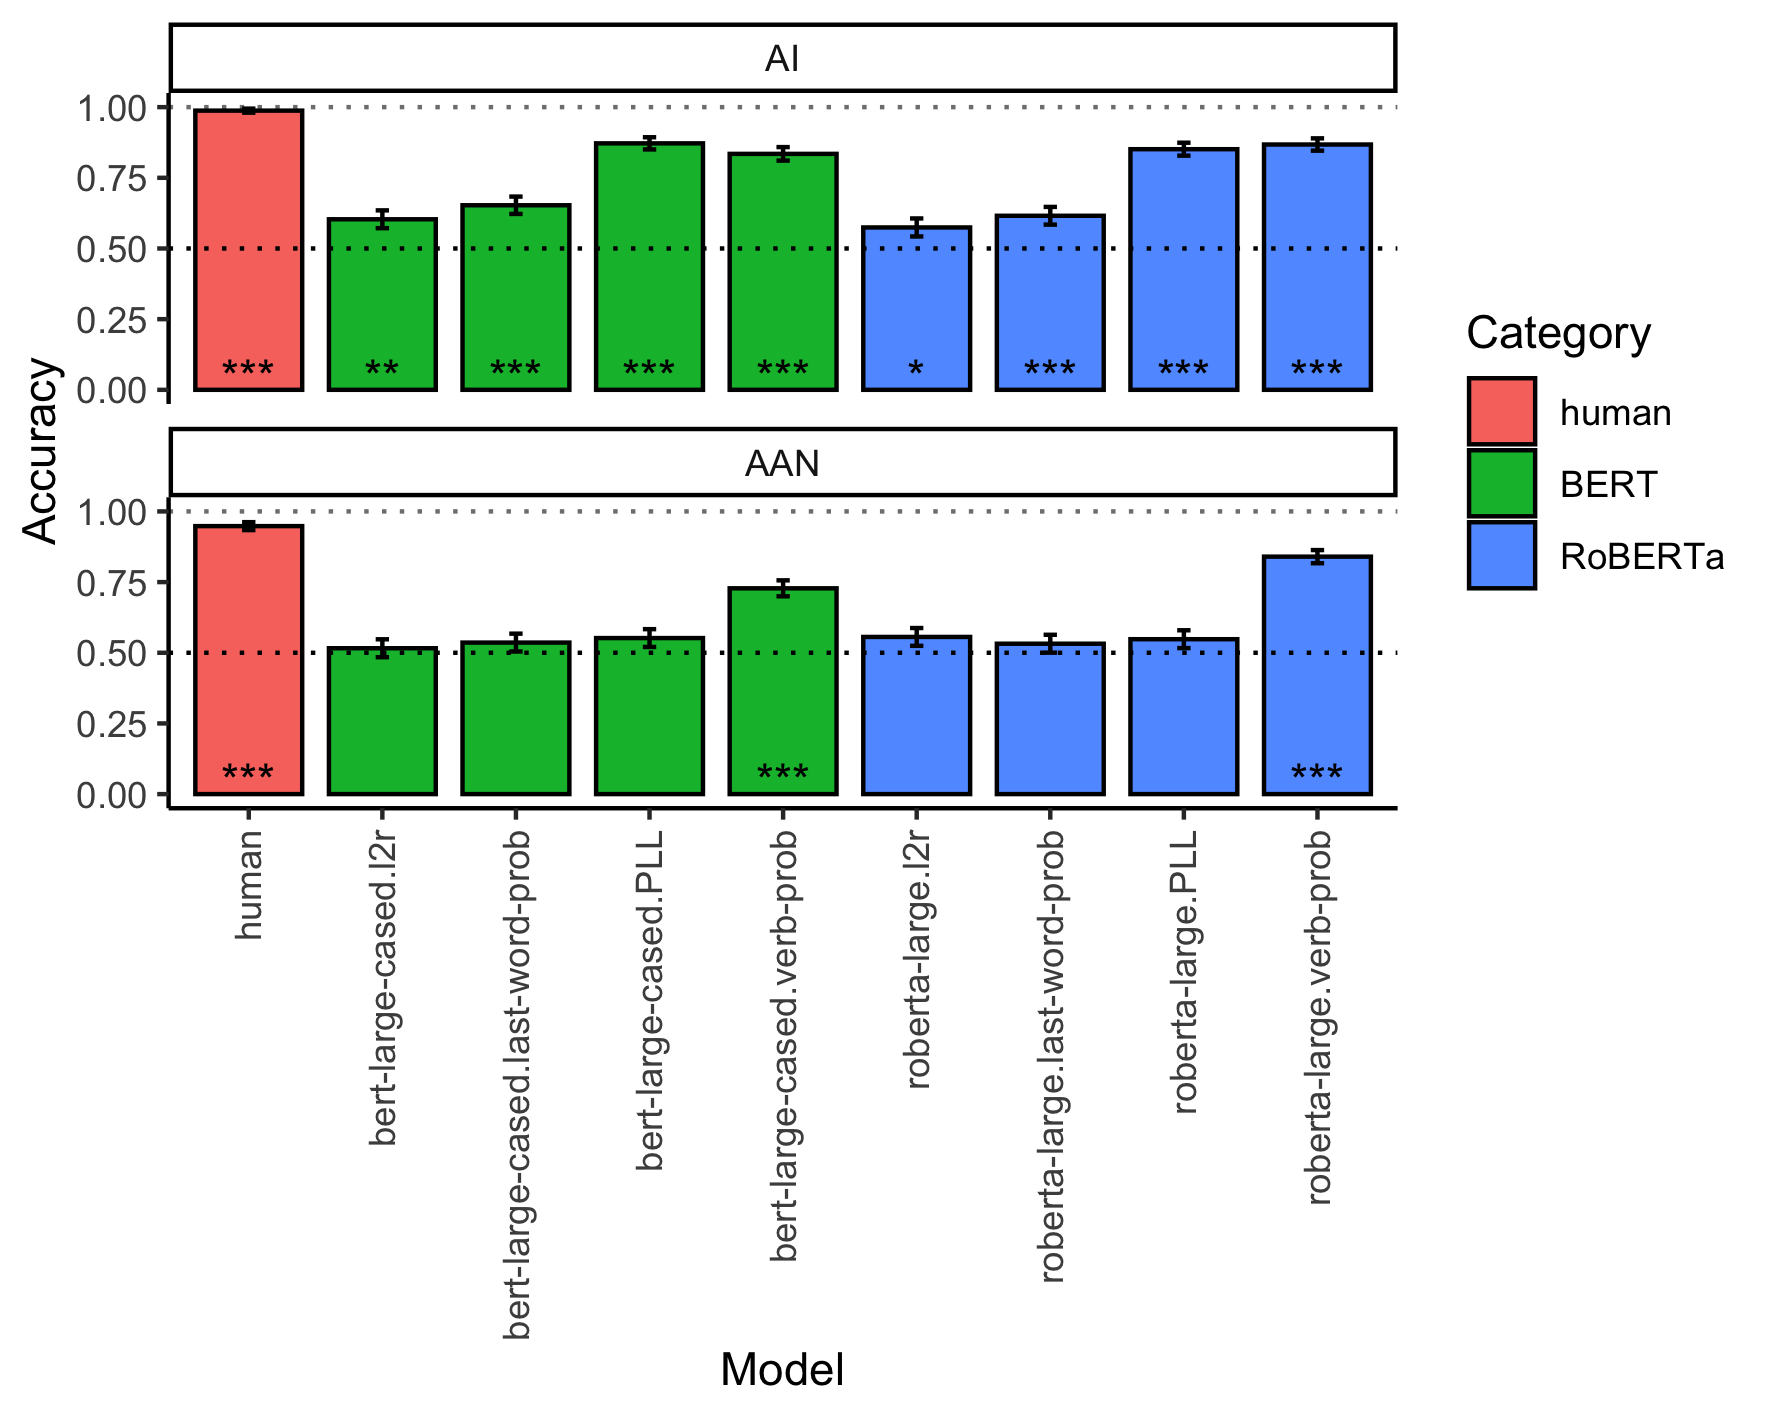 AI
1.00
0.75
0.50
0.25
0.00
*** ** *** *** *** * *** *** ***
AAN
1.00
0.75
0.50
0.25
0.00
*** *** ***
Accuracy
human
bert-large-cased.l2r
bert-large-cased.last-word-prob
bert-large-cased.PLL
bert-large-cased.verb-prob
roberta-large.l2r
roberta-large.last-word-prob
roberta-large.PLL
roberta-large.verb-prob
Model
Category
human
BERT
RoBERTa